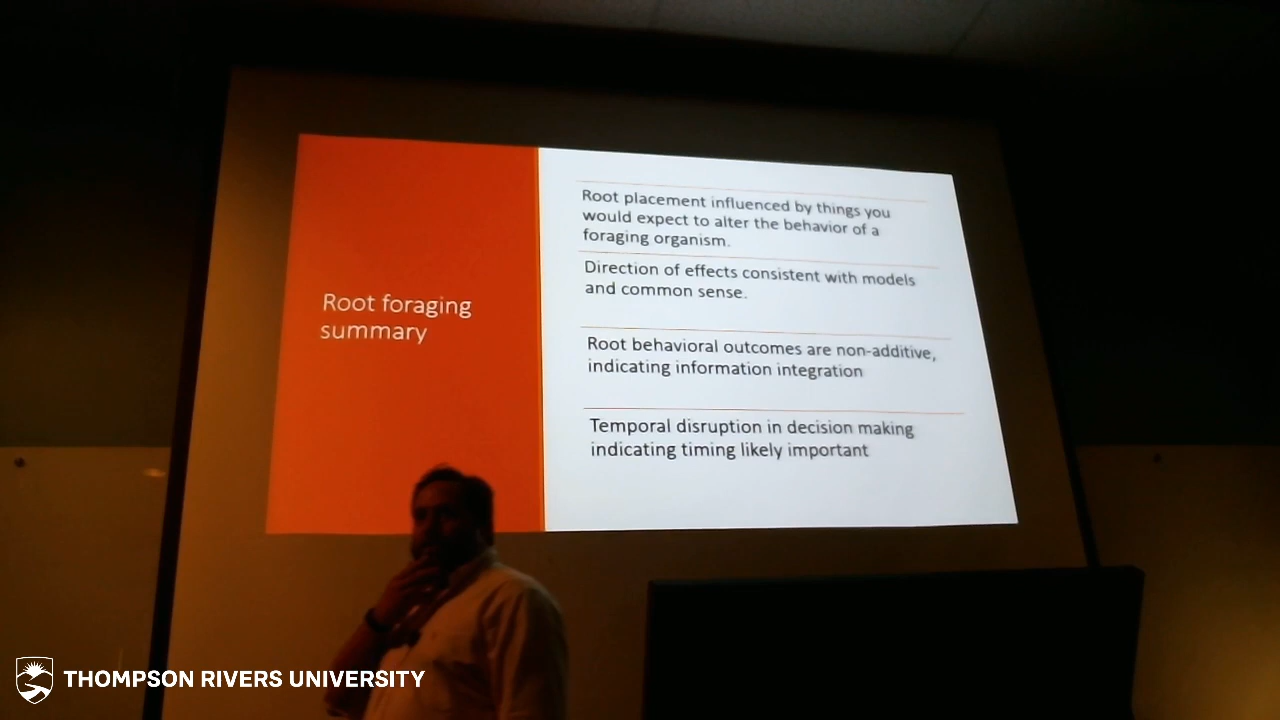 Root foraging
summary
Root placement influenced by things you
would expect to alter the behavior of a
foraging organism.
Direction of effects consistent with models
and common sense.
Root behavioral outcomes are non-additive,
indicating information integration
Temporal disruption in decision making
indicating timing likely important
THOMPSON RIVERS UNIVERSITY